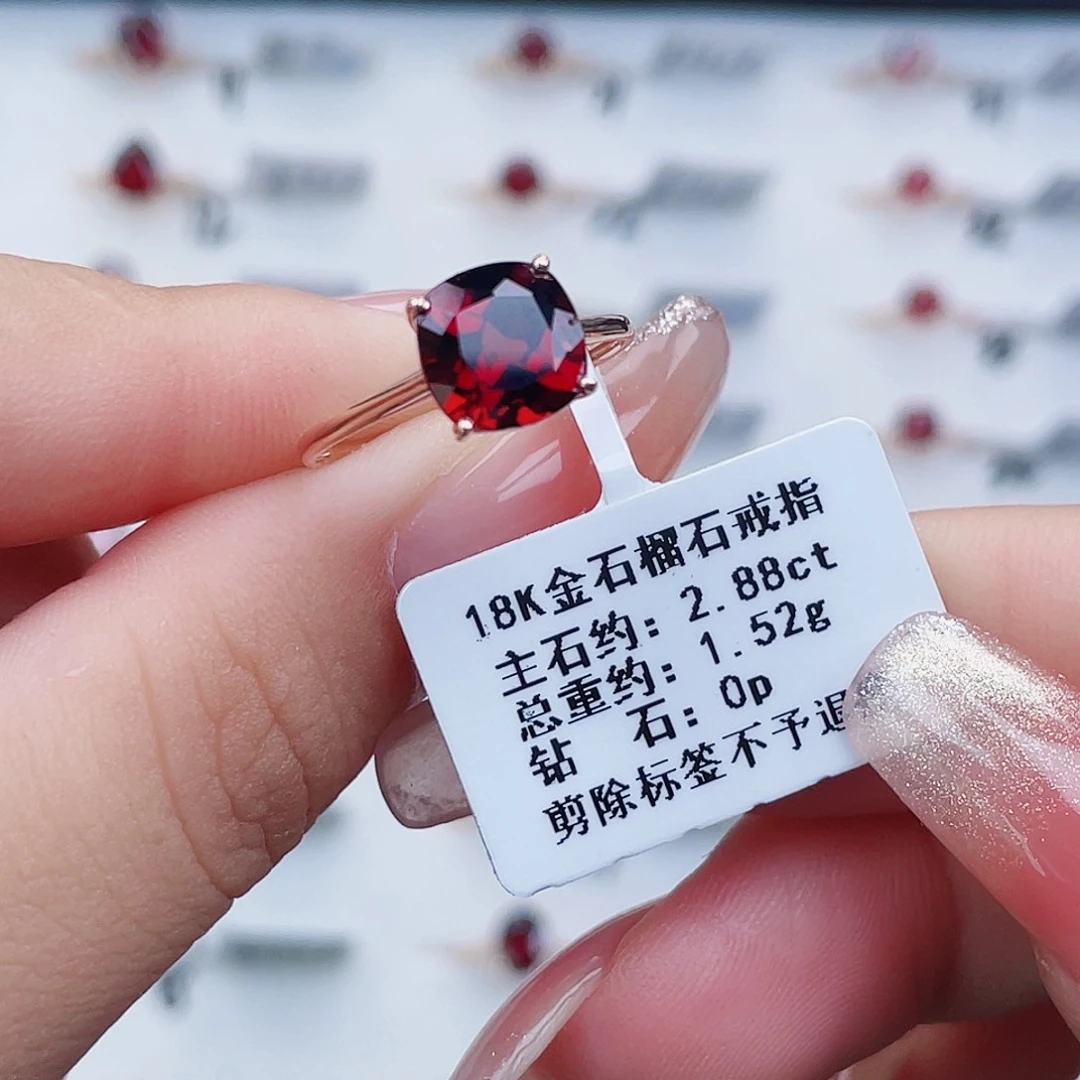 18K金石榴石戒指
主石约: 2.88ct
总重约: 1.52g
钻 石: 0p
剪除标签不予退